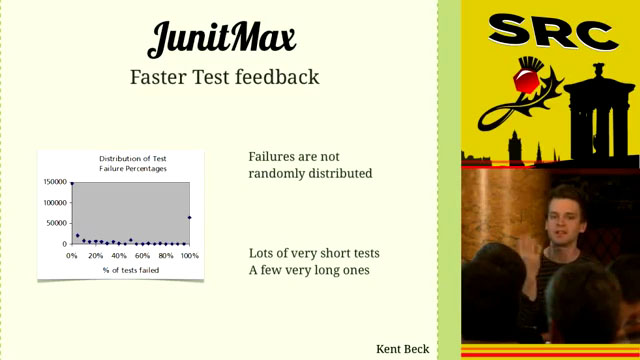 JunitMax
Faster Test feedback
Distribution of Test
Failure Percentages
150000
100000
50000
0
0% 20% 40% 60% 80% 100%
% of tests failed
Failures are not
randomly distributed
Lots of very short tests
A few very long ones
Kent Beck
SRC